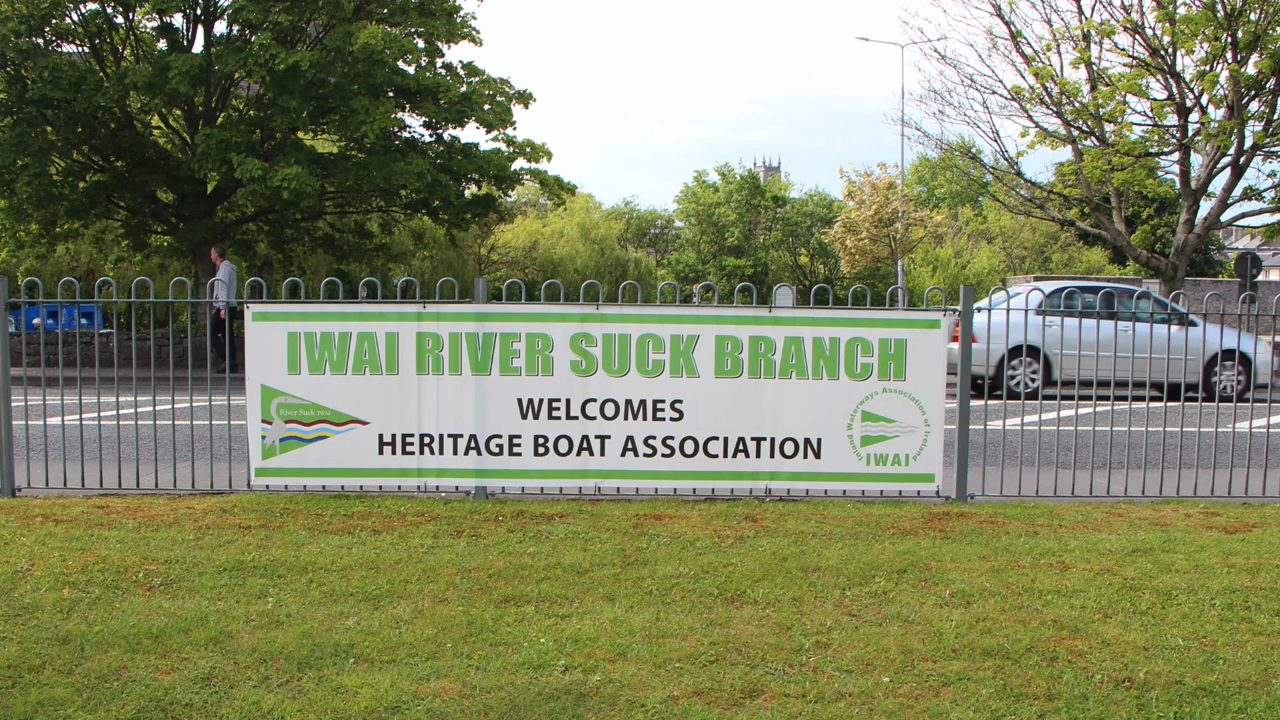 IWAI RIVER SUCK BRANCH
WELCOMES
HERITAGE BOAT ASSOCIATION
River Suck IWAI
Inland Waterways Association of Ireland
IWAI